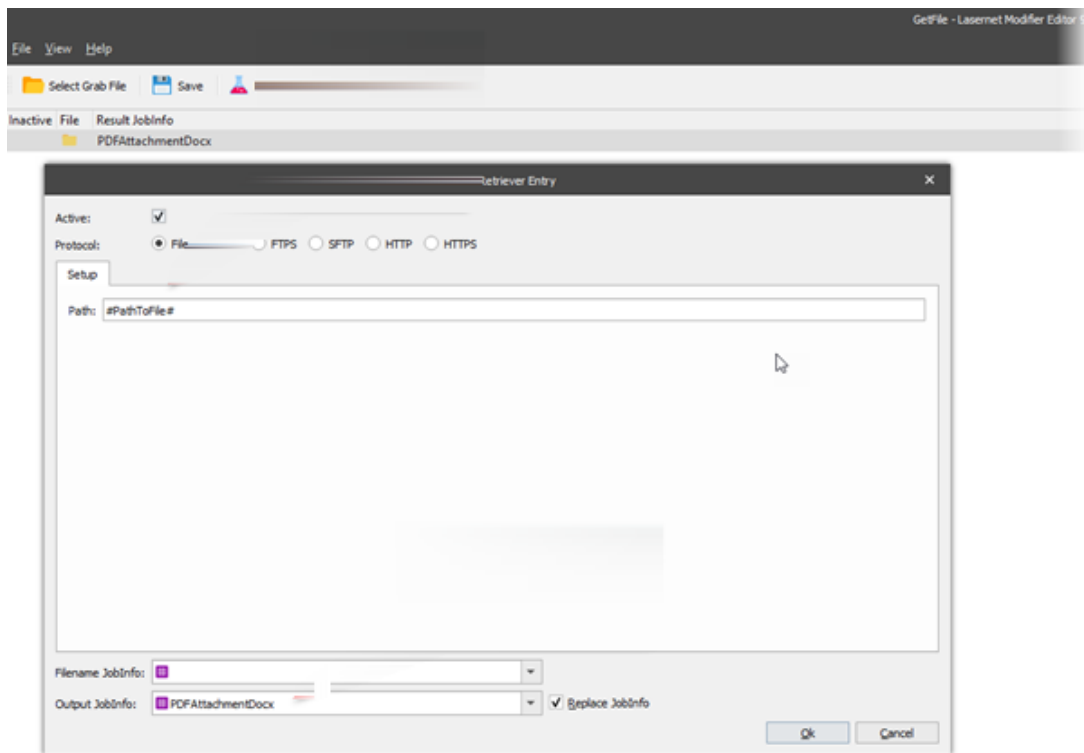 GetFile - Lasernet Modifier Editor
File View Help
Select Grab File Save
Inactive File Result JobInfo
PDFAttachmentDocx
Retriever Entry
Active:
Protocol: File FTPS SFTP HTTP HTTPS
Setup
Path: #PathToFile#
Filename JobInfo:
Output JobInfo: PDFAttachmentDocx Replace JobInfo
Ok Cancel